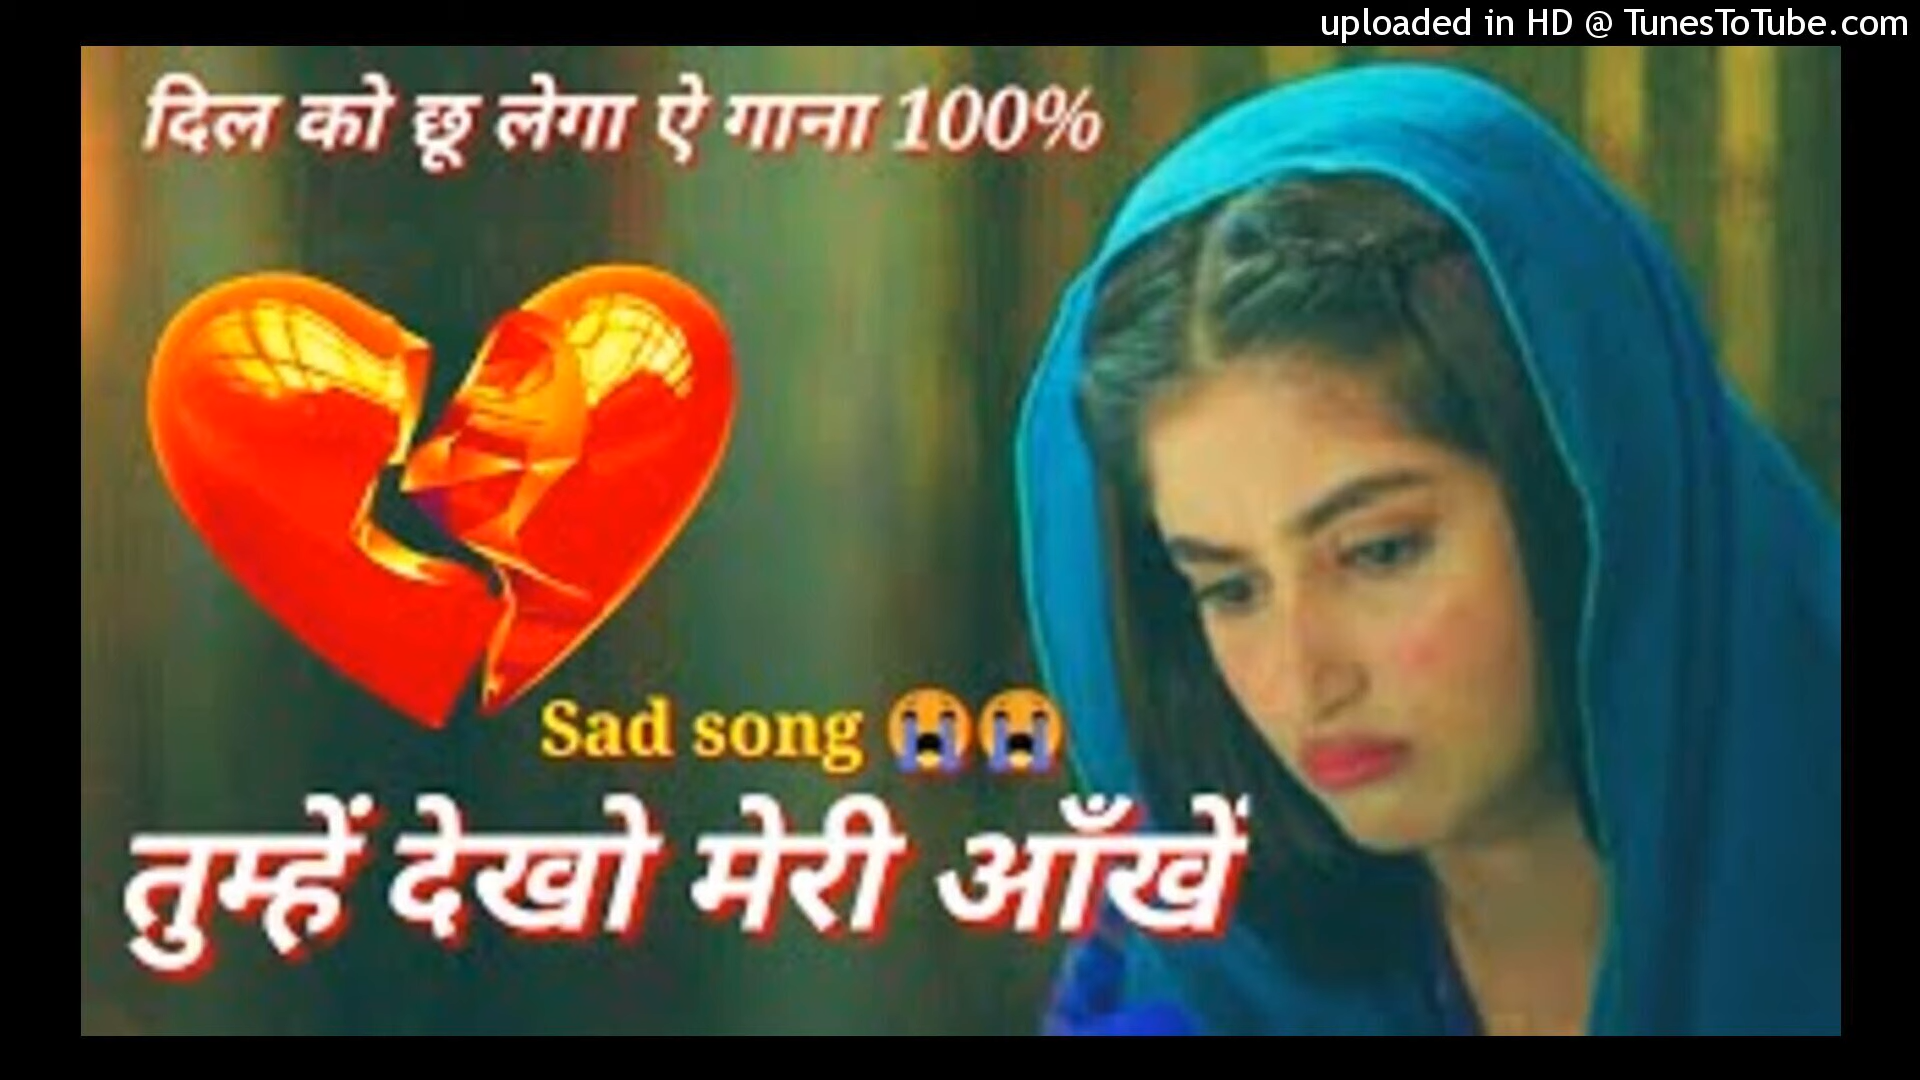 uploaded in HD @ TunesToTube.com
दिल को छू लेगा ऐ गाना 100%
Sad song 😭😭
तुम्हें देखो मेरी आँखें